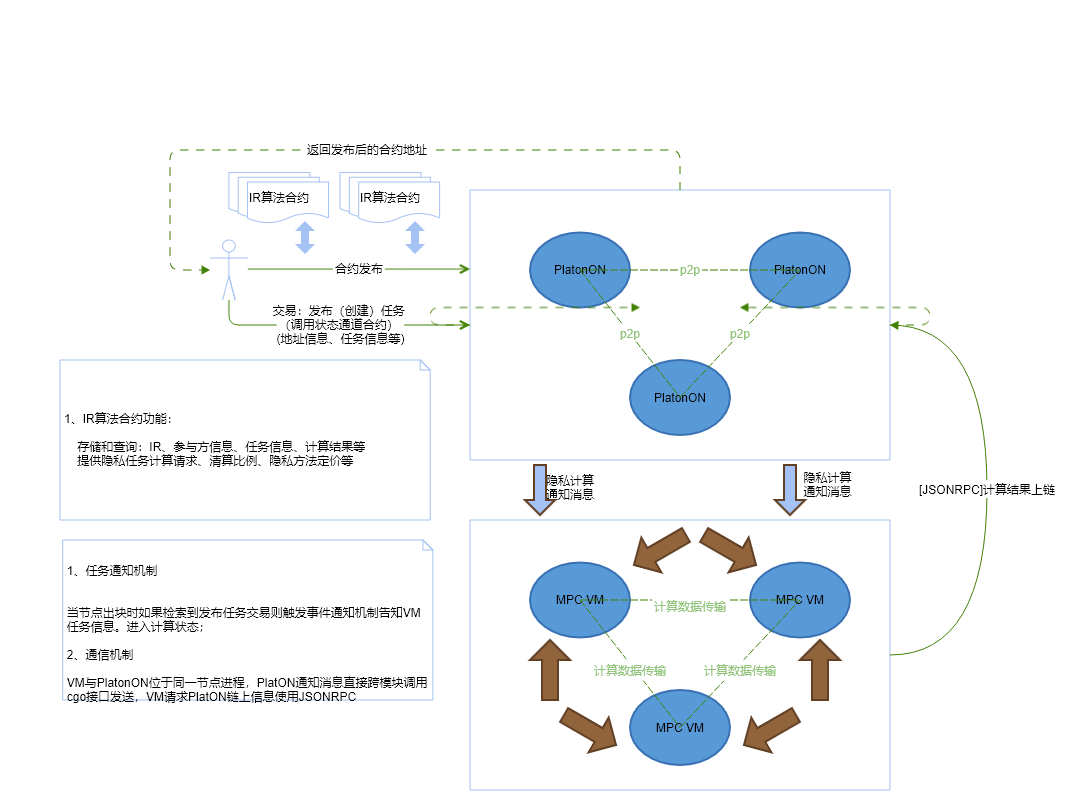 返回发布后的合约地址
IR算法合约
IR算法合约
PlatonON
p2p
PlatonON
合约发布
交易：发布（创建）任务
（调用状态通道合约）
(地址信息、任务信息等)
p2p
p2p
PlatonON
1、IR算法合约功能：
存储和查询：IR、参与方信息、任务信息、计算结果等
提供隐私任务计算请求、清算比例、隐私方法定价等
隐私计算
通知消息
隐私计算
通知消息
[JSONRPC]计算结果上链
1、任务通知机制
当节点出块时如果检索到发布任务交易则触发事件通知机制告知VM
任务信息。进入计算状态；
2、通信机制
VM与PlatonON位于同一节点进程，PlatON通知消息直接跨模块调用
cgo接口发送，VM请求PlatON链上信息使用JSONRPC
MPC VM
计算数据传输
MPC VM
计算数据传输
计算数据传输
MPC VM